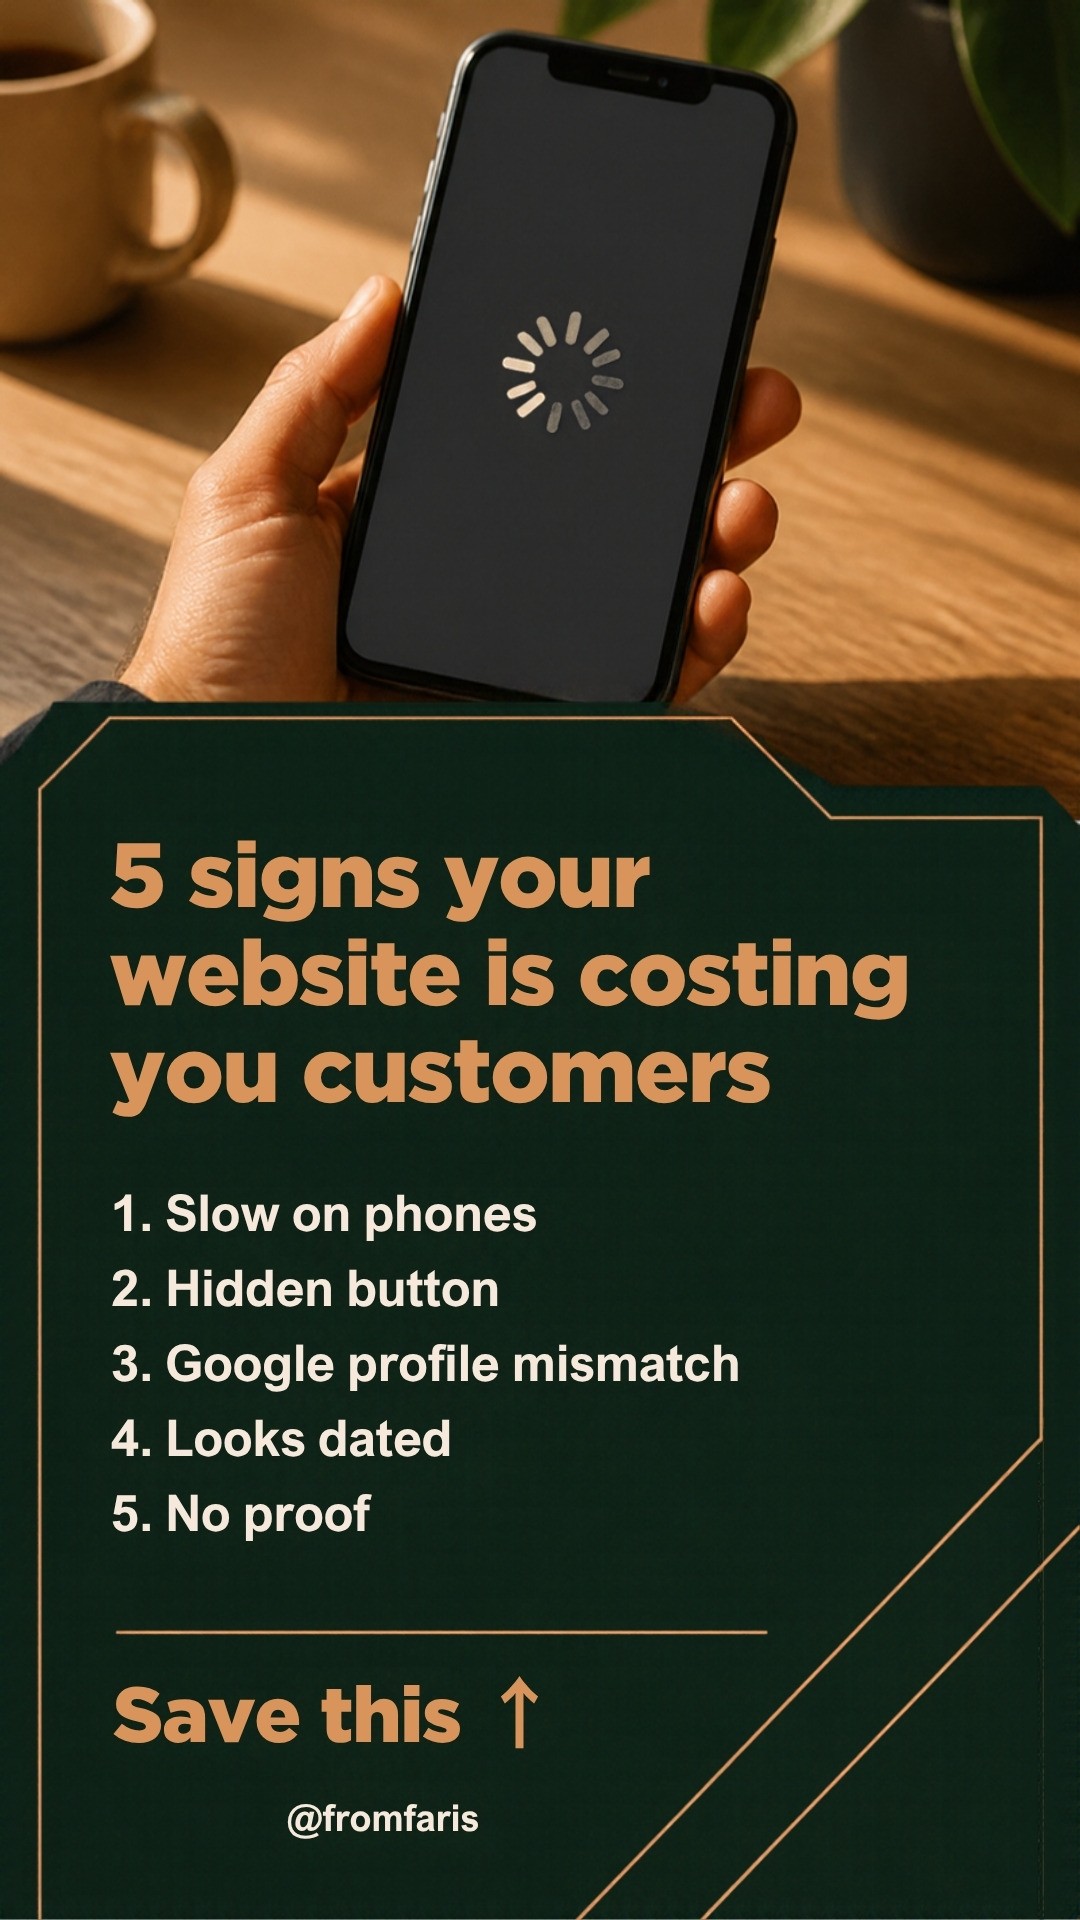 5 signs your
website is costing
you customers
1. Slow on phones
2. Hidden button
3. Google profile mismatch
4. Looks dated
5. No proof
Save this ↑
@fromfaris